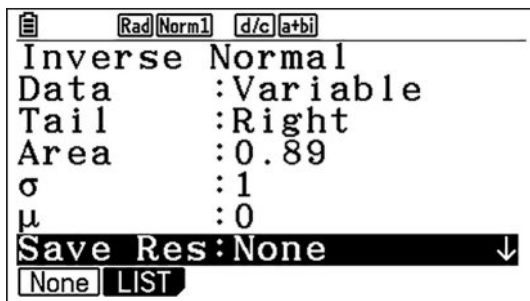 Rad Norm1 d/c a+bi
Inverse Normal
Data :Variable
Tail :Right
Area :0.89
σ :1
μ :0
Save Res:None ↓
None LIST